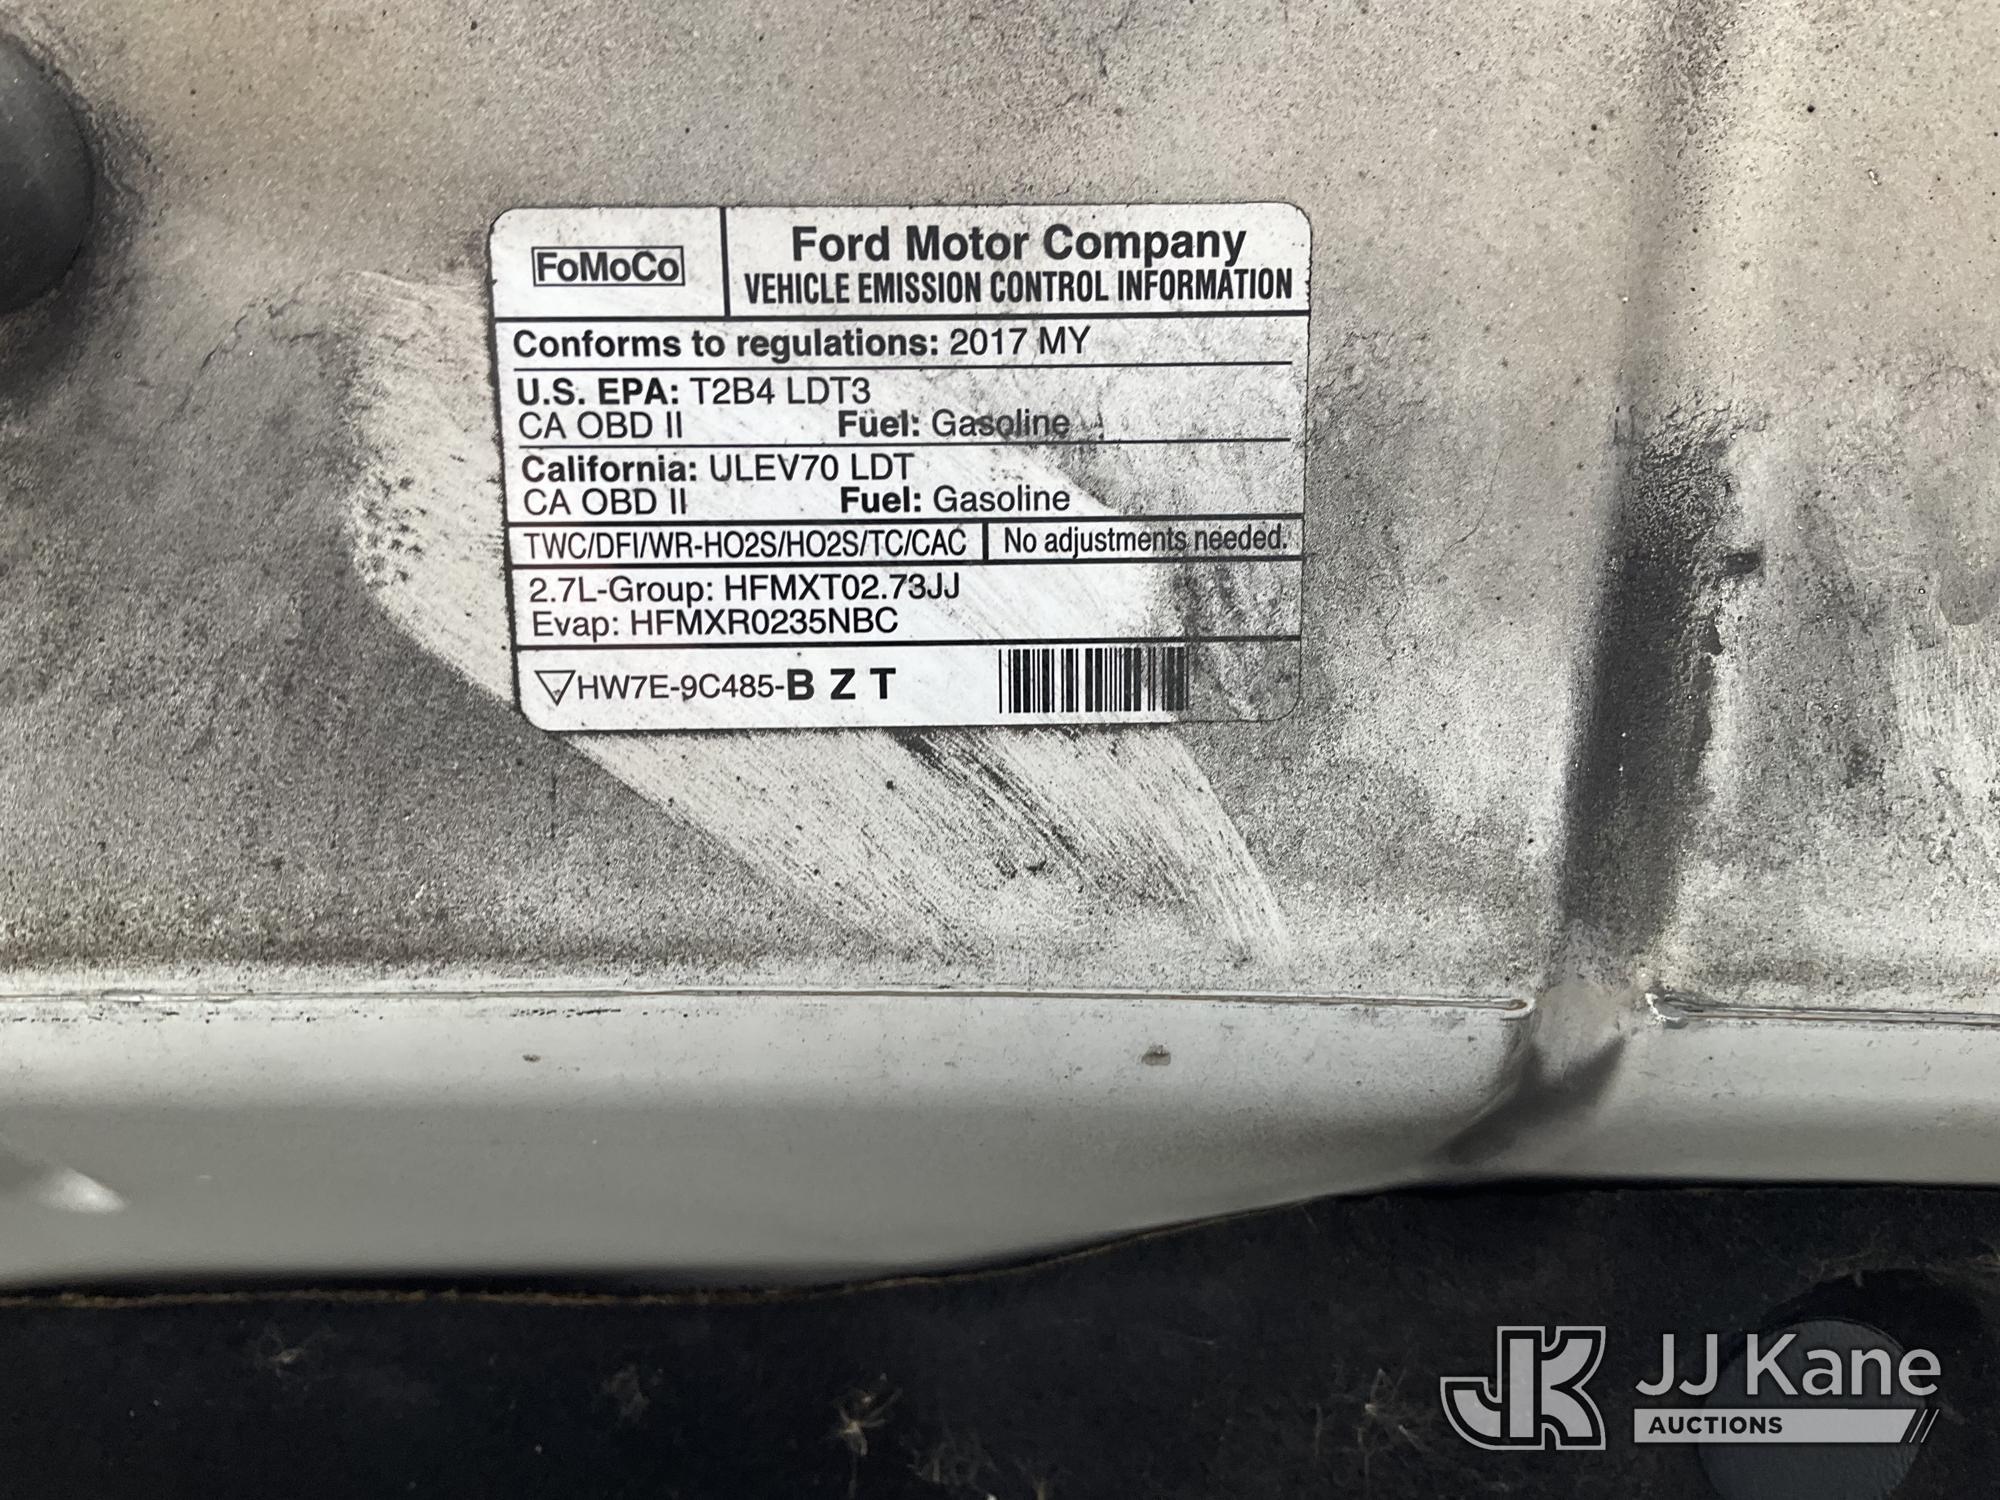 FoMoCo
Ford Motor Company
VEHICLE EMISSION CONTROL INFORMATION
Conforms to regulations: 2017 MY
U.S. EPA: T2B4 LDT3
CA OBD II Fuel: Gasoline
California: ULEV70 LDT
CA OBD II Fuel: Gasoline
TWC/DFI/WR-HO2S/HO2S/TC/CAC No adjustments needed.
2.7L-Group: HFMXT02.73JJ
Evap: HFMXR0235NBC
HW7E-9C485-B Z T
JK JJ Kane
AUCTIONS